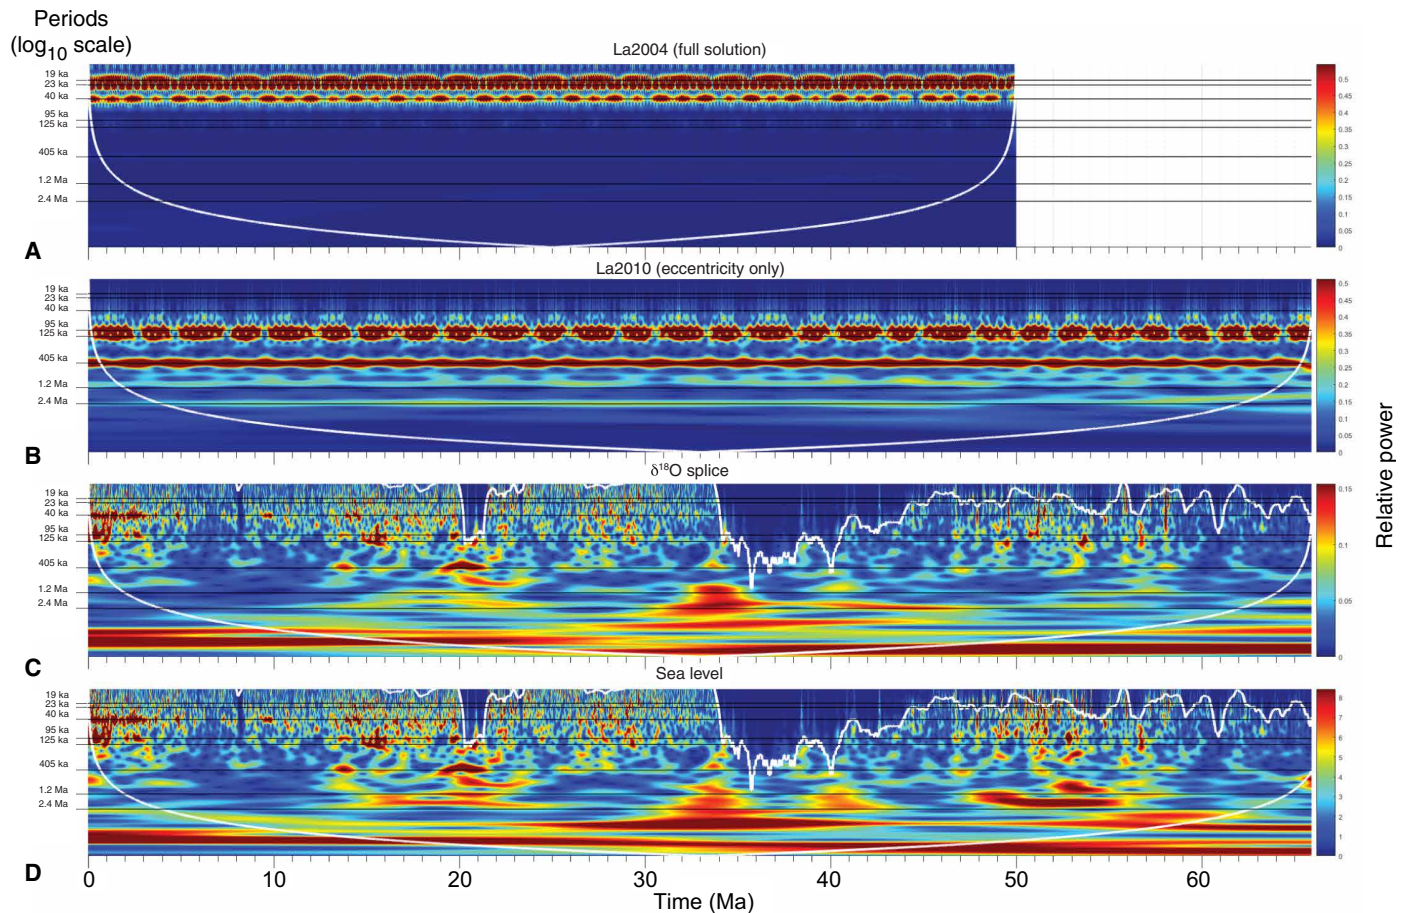 Periods
(log10 scale)
La2004 (full solution)
19 ka
23 ka
40 ka
95 ka
125 ka
405 ka
1.2 Ma
2.4 Ma
0.5
0.45
0.4
0.35
0.3
0.25
0.2
0.15
0.1
0.05
0
A
La2010 (eccentricity only)
19 ka
23 ka
40 ka
95 ka
125 ka
405 ka
1.2 Ma
2.4 Ma
0.5
0.45
0.4
0.35
0.3
0.25
0.2
0.15
0.1
0.05
0
B
δ18O splice
19 ka
23 ka
40 ka
95 ka
125 ka
405 ka
1.2 Ma
2.4 Ma
0.15
0.1
0.05
0
C
Sea level
19 ka
23 ka
40 ka
95 ka
125 ka
405 ka
1.2 Ma
2.4 Ma
8
7
6
5
4
3
2
1
0
D
0 10 20 30 40 50 60
Time (Ma)
Relative power